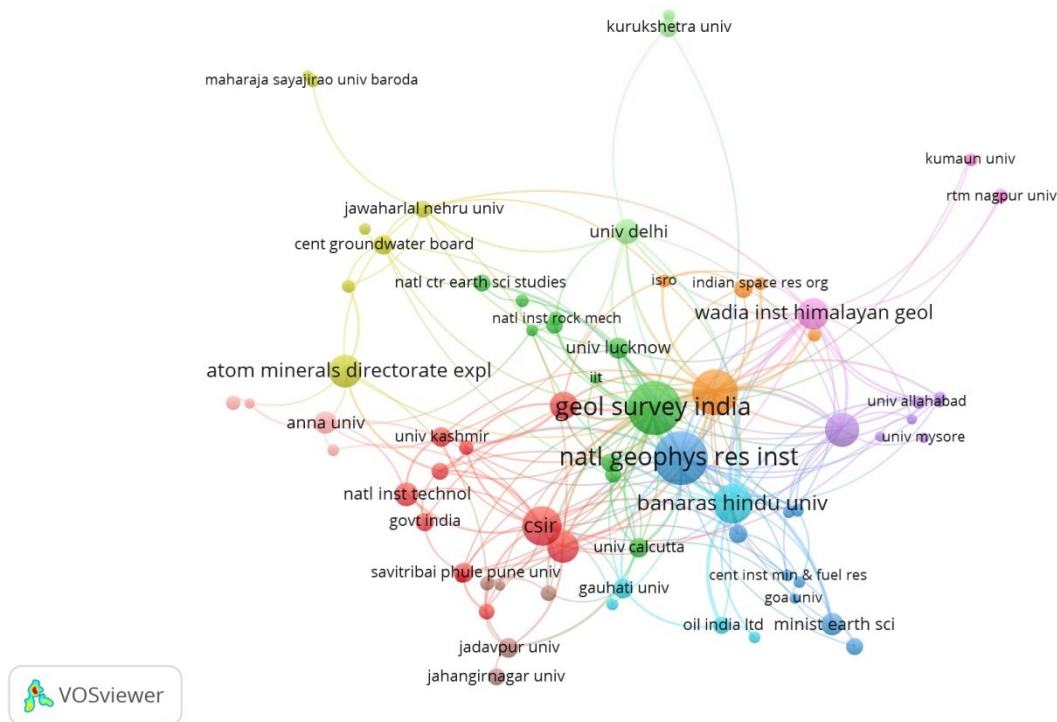 kurukshetra univ
maharaja sayajirao univ baroda
kumaun univ
rtm nagpur univ
jawaharlal nehru univ
univ delhi
cent groundwater board
natl ctr earth sci studies
isro
indian space res org
natl inst rock mech
wadia inst himalayan geol
univ lucknow
atom minerals directorate expl
iit
univ allahabad
geol survey india
anna univ
univ kashmir
univ mysore
natl geophys res inst
natl inst technol
banaras hindu univ
govt india
csir
univ calcutta
savitribai phule pune univ
cent inst min & fuel res
gauhati univ
goa univ
oil india ltd
minist earth sci
jadavpur univ
jahangirnagar univ
VOSviewer